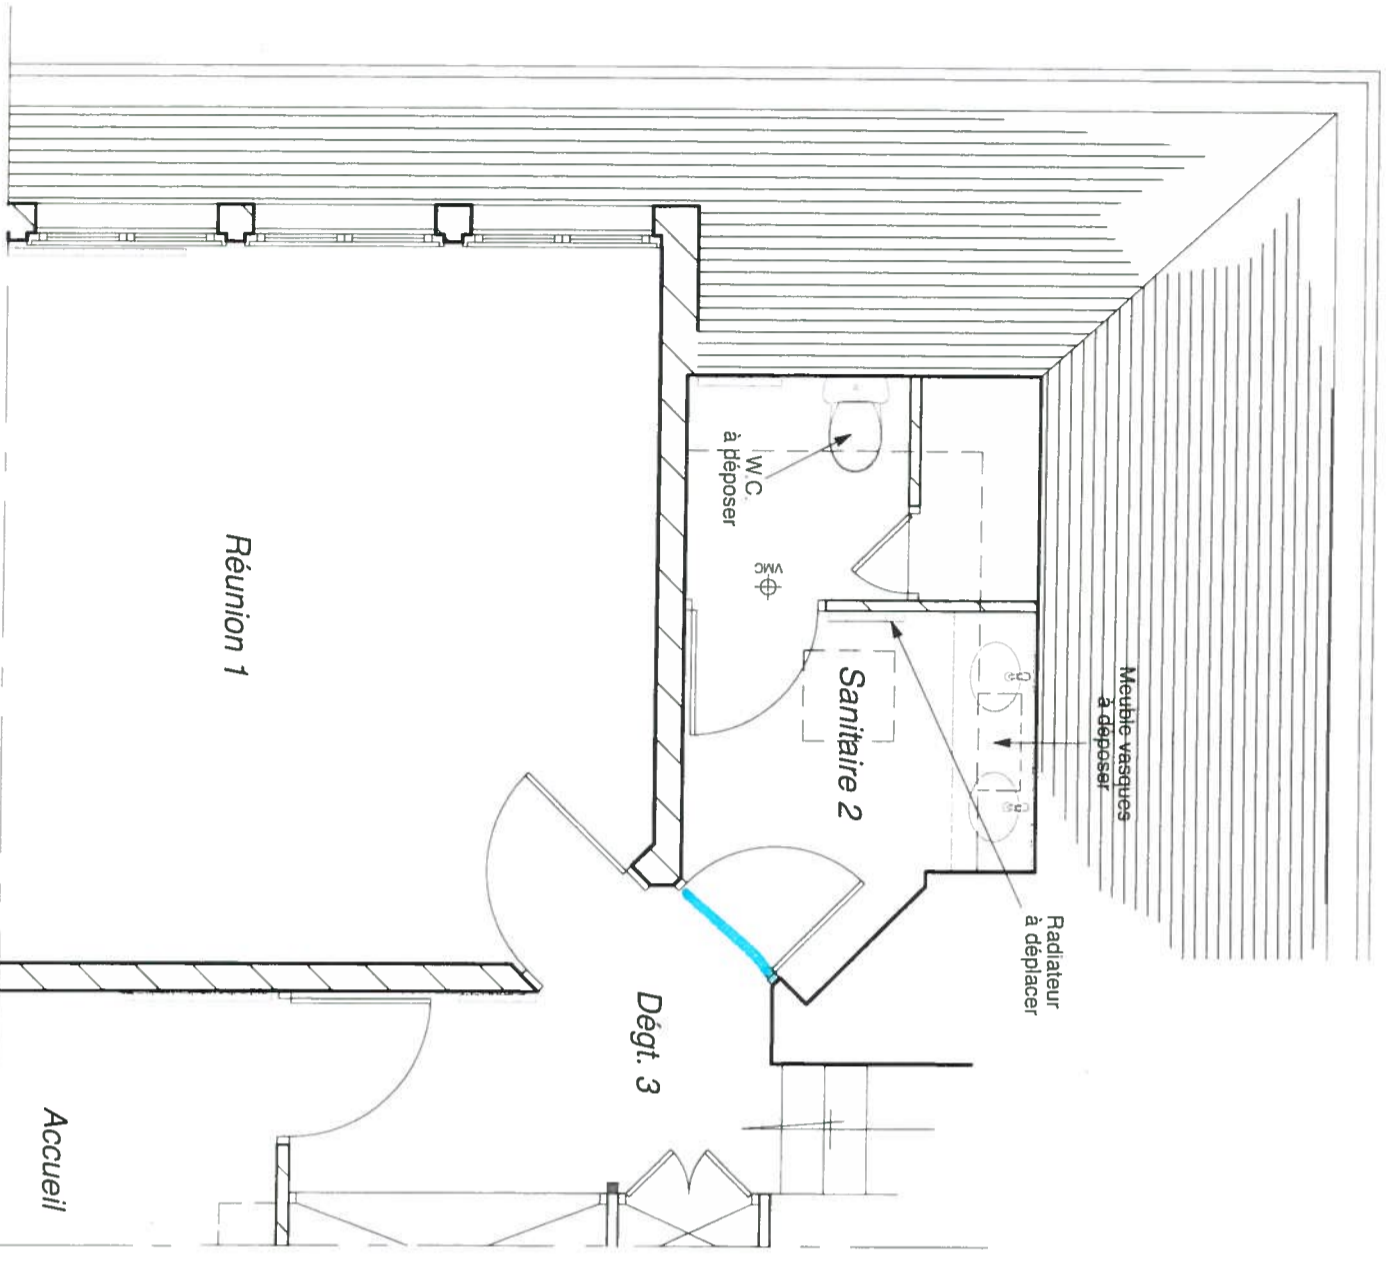 Meuble vasques
à déposer
Radiateur
à déplacer
Sanitaire 2
W.C.
à déposer
VMC
Dégt. 3
Réunion 1
Accueil